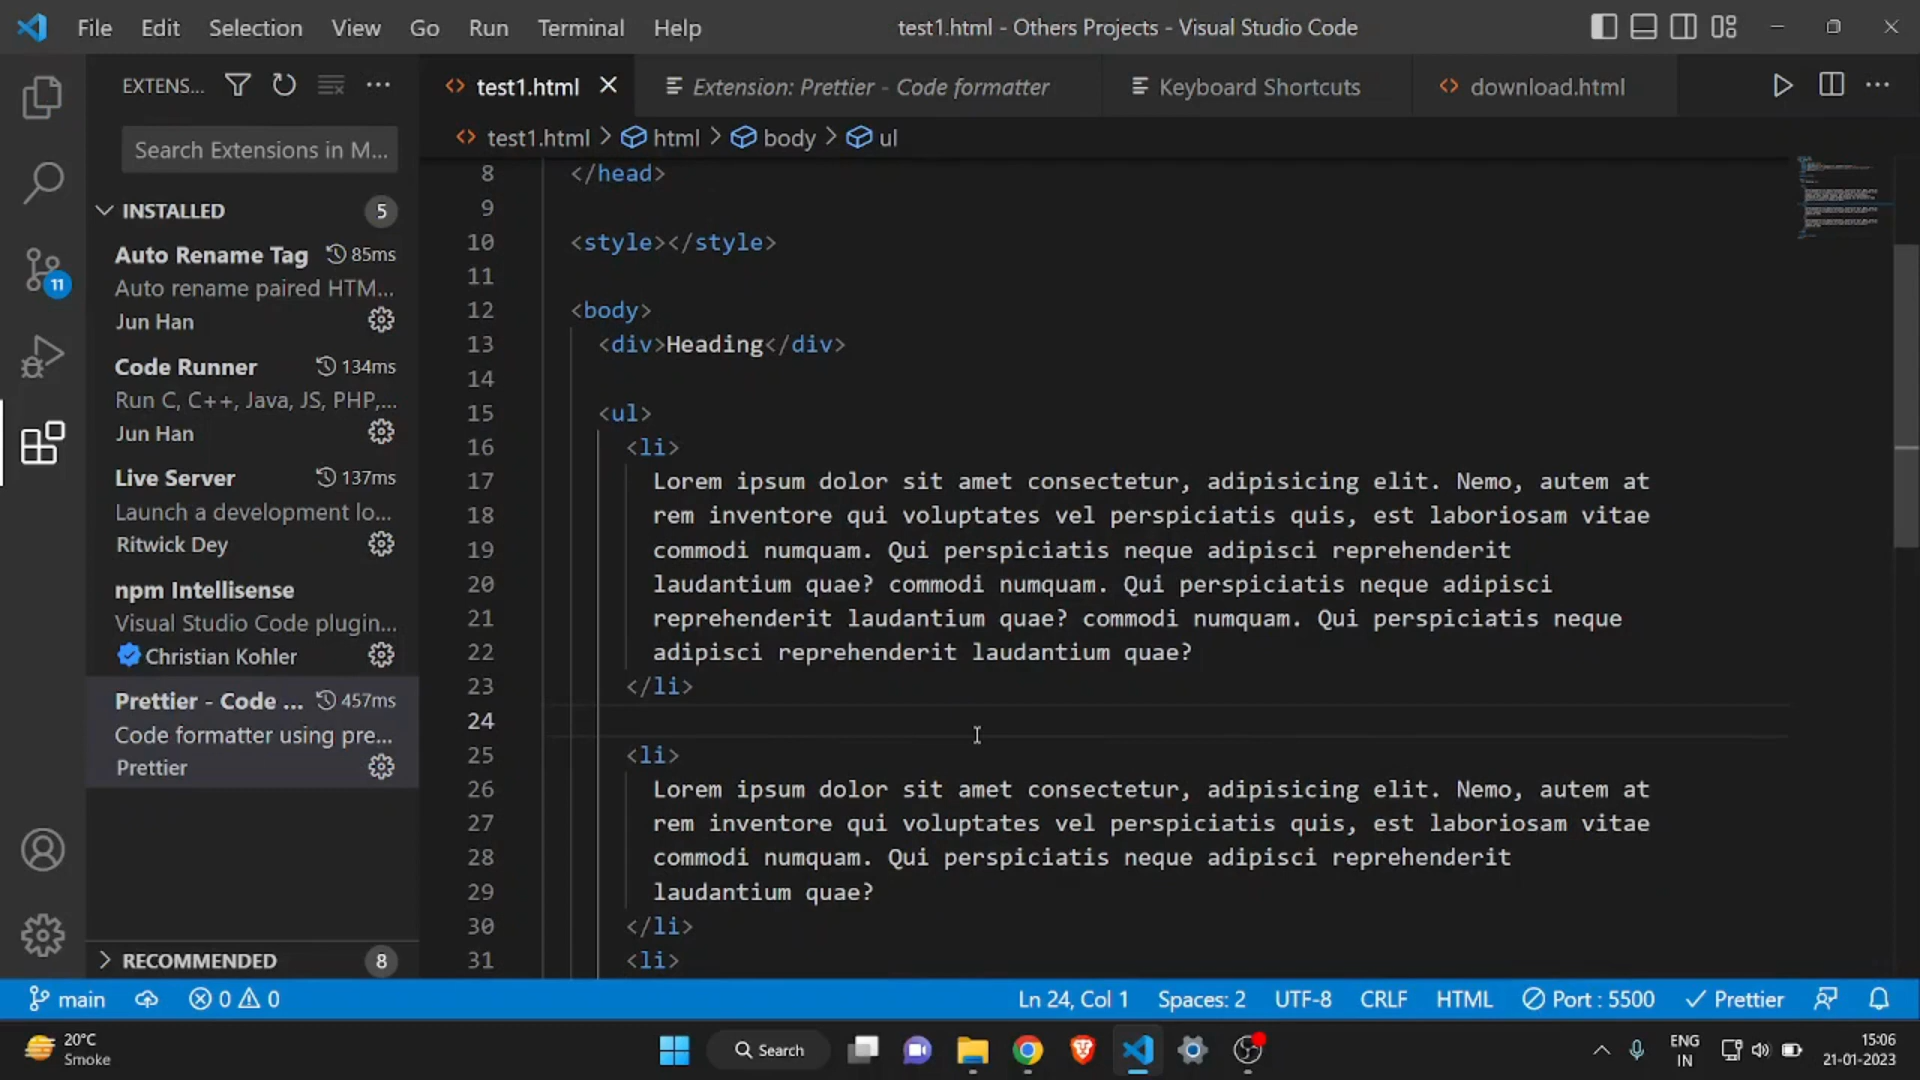 File Edit Selection View Go Run Terminal Help test1.html - Others Projects - Visual Studio Code
EXTENS... test1.html Extension: Prettier - Code formatter Keyboard Shortcuts download.html
test1.html > html > body > ul
Search Extensions in M...
INSTALLED 5
Auto Rename Tag 85ms
Auto rename paired HTM...
Jun Han
Code Runner 134ms
Run C, C++, Java, JS, PHP,...
Jun Han
Live Server 137ms
Launch a development lo...
Ritwick Dey
npm Intellisense
Visual Studio Code plugin...
Christian Kohler
Prettier - Code ... 457ms
Code formatter using pre...
Prettier
RECOMMENDED 8
11
8 </head>
9
10 <style></style>
11
12 <body>
13 <div>Heading</div>
14
15 <ul>
16 <li>
17 Lorem ipsum dolor sit amet consectetur, adipisicing elit. Nemo, autem at
18 rem inventore qui voluptates vel perspiciatis quis, est laboriosam vitae
19 commodi numquam. Qui perspiciatis neque adipisci reprehenderit
20 laudantium quae? commodi numquam. Qui perspiciatis neque adipisci
21 reprehenderit laudantium quae? commodi numquam. Qui perspiciatis neque
22 adipisci reprehenderit laudantium quae?
23 </li>
24
25 <li>
26 Lorem ipsum dolor sit amet consectetur, adipisicing elit. Nemo, autem at
27 rem inventore qui voluptates vel perspiciatis quis, est laboriosam vitae
28 commodi numquam. Qui perspiciatis neque adipisci reprehenderit
29 laudantium quae?
30 </li>
31 <li>
main 0 0 Ln 24, Col 1 Spaces: 2 UTF-8 CRLF HTML Port : 5500 Prettier
20°C
Smoke
Search
ENG
IN
15:06
21-01-2023